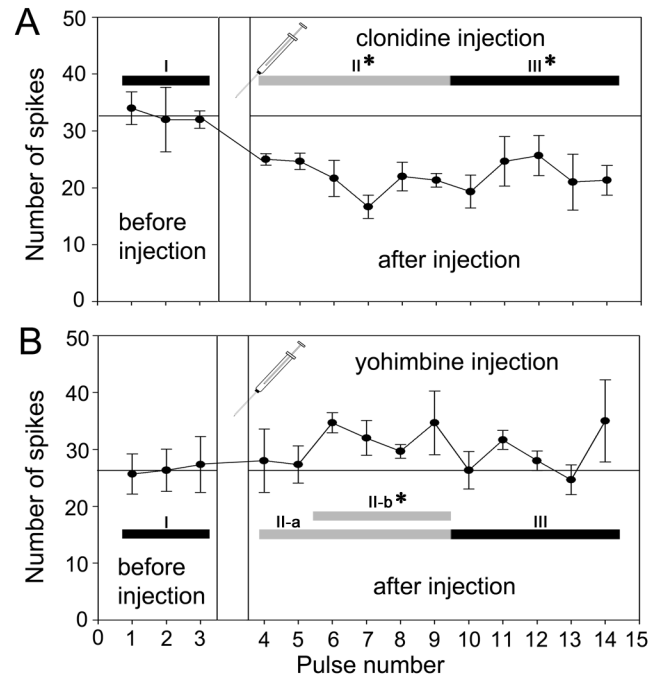 A
50
40
30
20
10
0
Number of spikes
I
clonidine injection
II*
III*
before
injection
after injection
B
50
40
30
20
10
0
Number of spikes
yohimbine injection
I
II-a
II-b*
III
before
injection
after injection
0 1 2 3 4 5 6 7 8 9 10 11 12 13 14 15
Pulse number